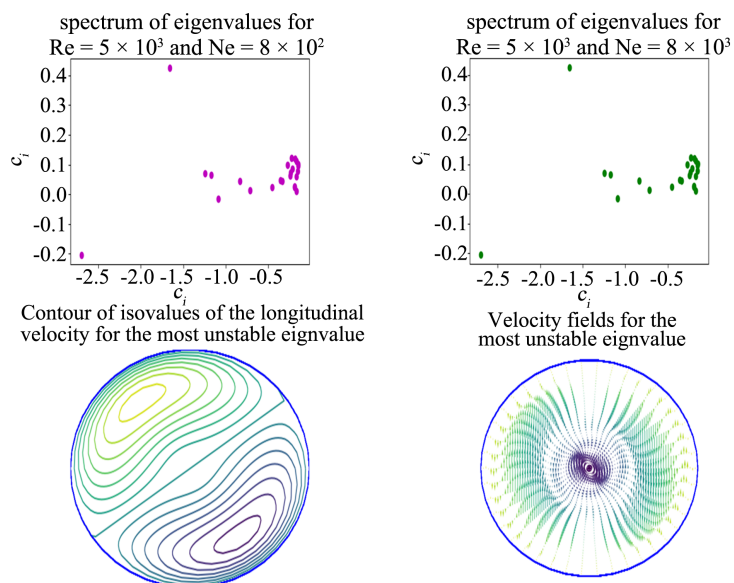 spectrum of eigenvalues for
Re = 5 × 10³ and Ne = 8 × 10²
0.4
0.3
0.2
0.1
0.0
-0.1
-0.2
c_i
-2.5 -2.0 -1.5 -1.0 -0.5
c_i
spectrum of eigenvalues for
Re = 5 × 10³ and Ne = 8 × 10³
0.4
0.3
0.2
0.1
0.0
-0.1
-0.2
c_i
-2.5 -2.0 -1.5 -1.0 -0.5
c_i
Contour of isovalues of the longitudinal
velocity for the most unstable eignvalue
Velocity fields for the
most unstable eignvalue